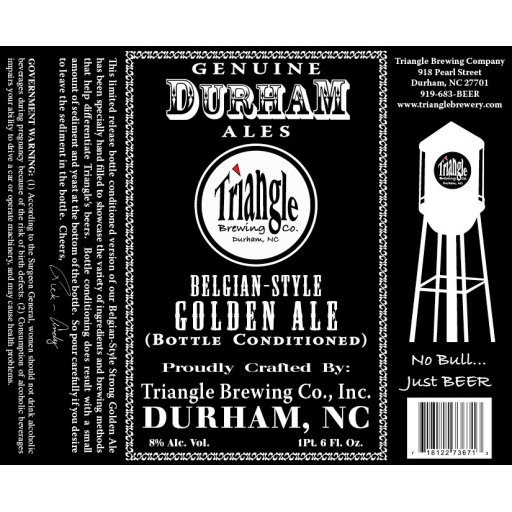 GENUINE
DURHAM
ALES
Triangle
Brewing Co.
Durham, NC
BELGIAN-STYLE
GOLDEN ALE
(BOTTLE CONDITIONED)
Proudly Crafted By:
Triangle Brewing Co., Inc.
DURHAM, NC
8% Alc. Vol. 1Pt. 6 Fl. Oz.
This limited release bottle conditioned version of our Belgian-Style Strong Golden Ale
has been specially hand filled to showcase the variety of ingredients and brewing methods
that help differentiate Triangle's beers. Bottle conditioning does result with a small
amount of sediment and yeast at the bottom of the bottle. So pour carefully if you desire
to leave the sediment in the bottle. Cheers,
GOVERNMENT WARNING: (1) According to the Surgeon General, women should not drink alcoholic
beverages during pregnancy because of the risk of birth defects. (2) Consumption of alcoholic beverages
impairs your ability to drive a car or operate machinery, and may cause health problems.
Triangle Brewing Company
918 Pearl Street
Durham, NC 27701
919-683-BEER
www.trianglebrewery.com
Triangle
Durham, NC
No Bull...
Just BEER
7 18122 73671 3